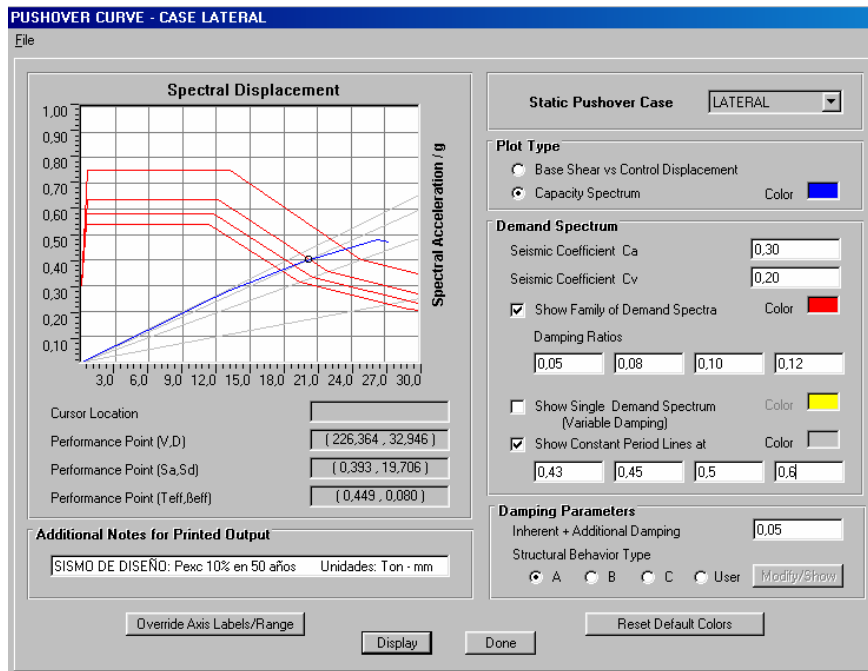 PUSHOVER CURVE - CASE LATERAL
File
Spectral Displacement
1,00
0,90
0,80
0,70
0,60
0,50
0,40
0,30
0,20
0,10
3,0 6,0 9,0 12,0 15,0 18,0 21,0 24,0 27,0 30,0
Spectral Acceleration / g
Cursor Location
Performance Point (V,D) ( 226,364 , 32,946 )
Performance Point (Sa,Sd) ( 0,393 , 19,706 )
Performance Point (Teff,ßeff) ( 0,449 , 0,080 )
Additional Notes for Printed Output
SISMO DE DISEÑO: Pexc 10% en 50 años Unidades: Ton - mm
Override Axis Labels/Range
Static Pushover Case LATERAL
Plot Type
Base Shear vs Control Displacement
Capacity Spectrum Color
Demand Spectrum
Seismic Coefficient Ca 0,30
Seismic Coefficient Cv 0,20
Show Family of Demand Spectra Color
Damping Ratios
0,05 0,08 0,10 0,12
Show Single Demand Spectrum Color
(Variable Damping)
Show Constant Period Lines at Color
0,43 0,45 0,5 0,6
Damping Parameters
Inherent + Additional Damping 0,05
Structural Behavior Type
A B C User Modify/Show
Reset Default Colors
Display Done